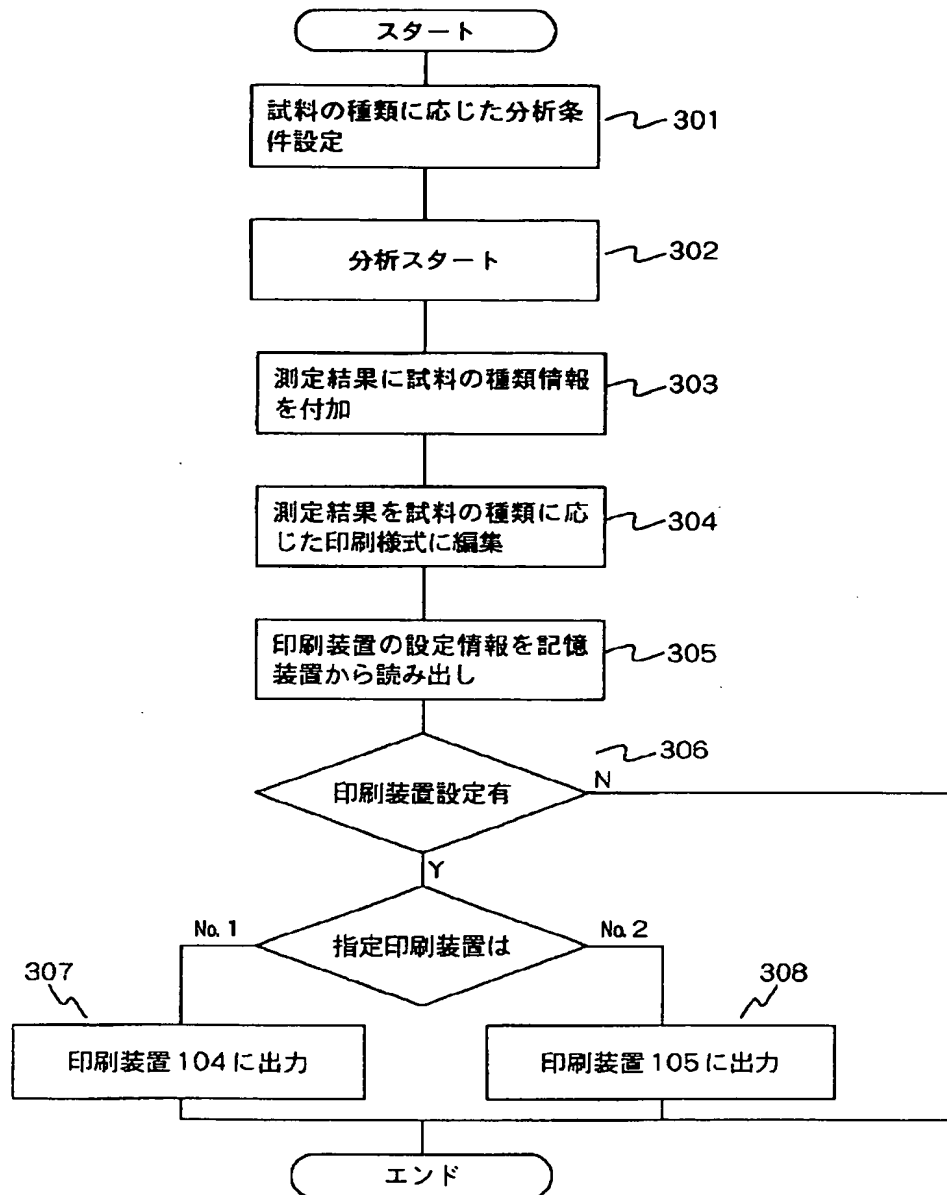 スタート
試料の種類に応じた分析条
件設定
301
分析スタート
302
測定結果に試料の種類情報
を付加
303
測定結果を試料の種類に応
じた印刷様式に編集
304
印刷装置の設定情報を記憶
装置から読み出し
305
306
印刷装置設定有
N
Y
No.1
指定印刷装置は
No.2
307
308
印刷装置104に出力
印刷装置105に出力
エンド